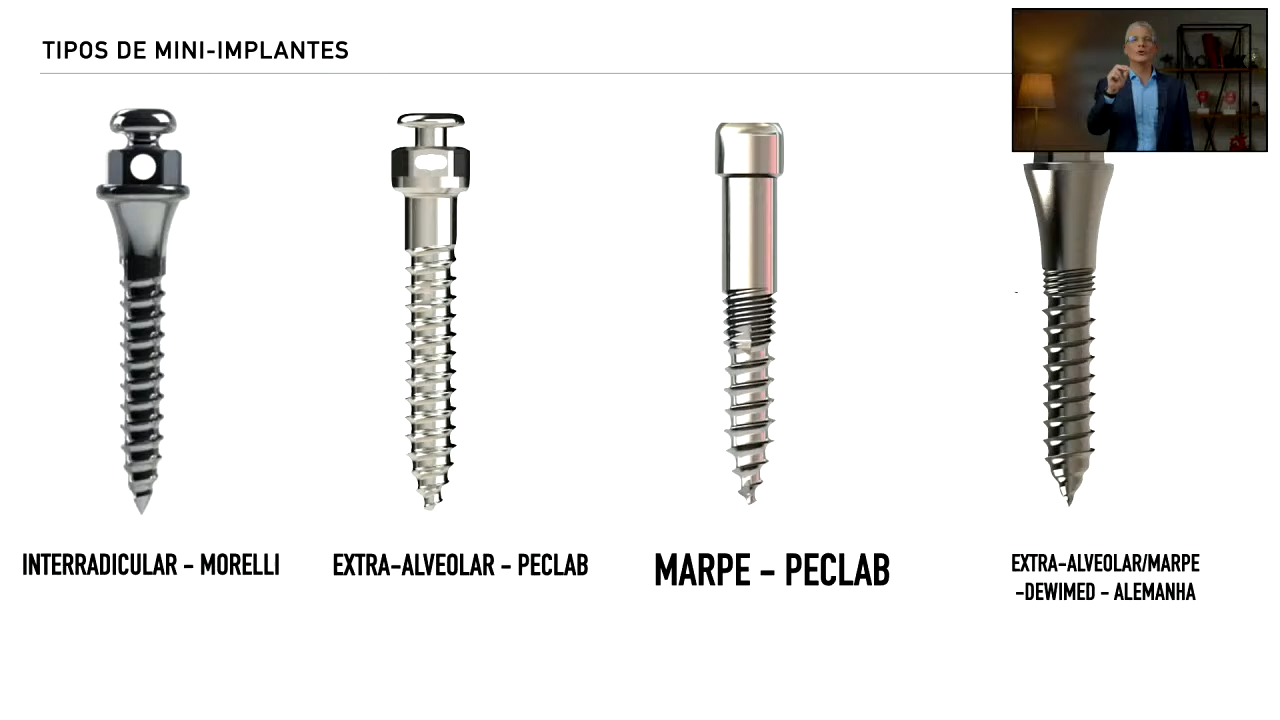 TIPOS DE MINI-IMPLANTES
INTERRADICULAR - MORELLI
EXTRA-ALVEOLAR - PECLAB
MARPE - PECLAB
EXTRA-ALVEOLAR/MARPE
-DEWIMED - ALEMANHA